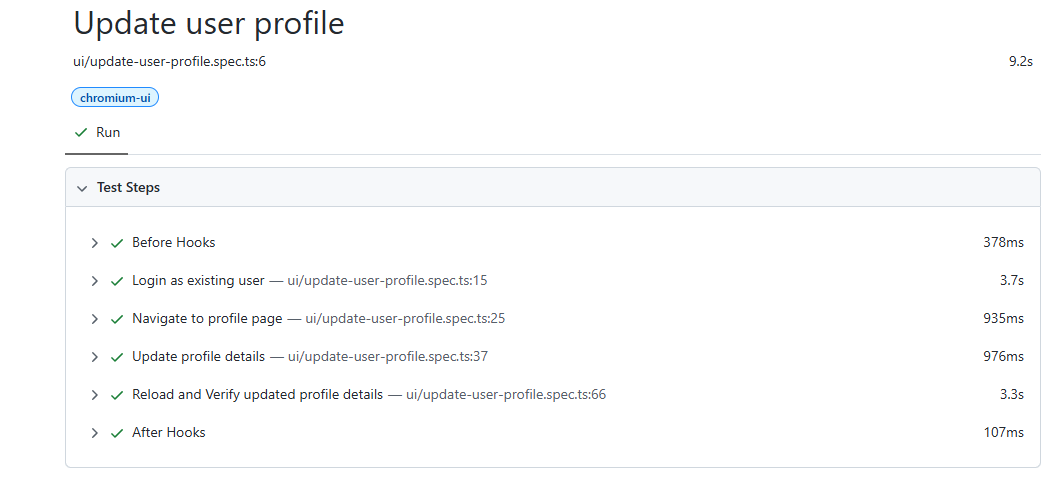 Update user profile
ui/update-user-profile.spec.ts:6 9.2s
chromium-ui
Run
Test Steps
Before Hooks 378ms
Login as existing user — ui/update-user-profile.spec.ts:15 3.7s
Navigate to profile page — ui/update-user-profile.spec.ts:25 935ms
Update profile details — ui/update-user-profile.spec.ts:37 976ms
Reload and Verify updated profile details — ui/update-user-profile.spec.ts:66 3.3s
After Hooks 107ms